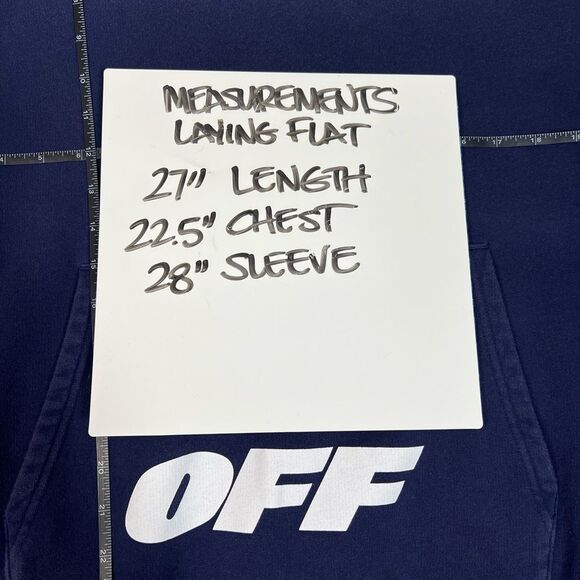 MEASUREMENTS
LAYING FLAT
27" LENGTH
22.5" CHEST
28" SLEEVE
OFF